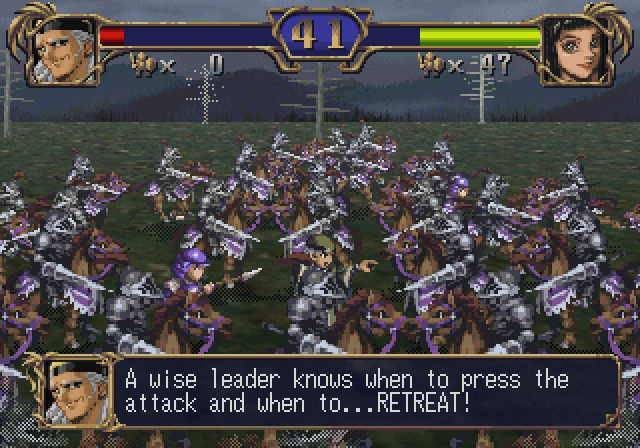 41
x 0
x 47
A wise leader knows when to press the
attack and when to...RETREAT!